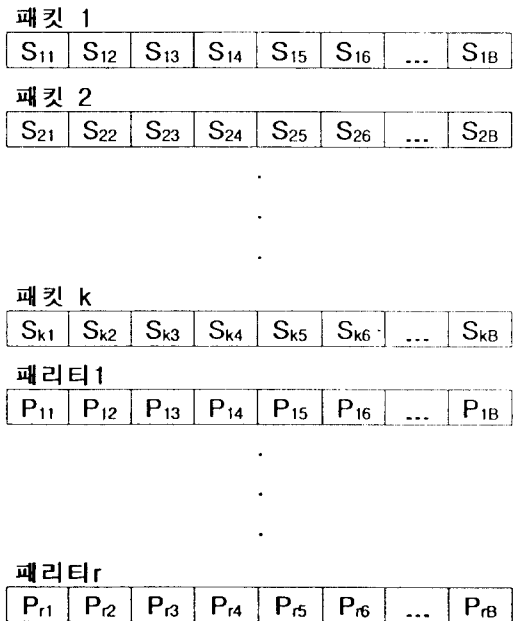 패킷 1
S11 S12 S13 S14 S15 S16 ... S1B
패킷 2
S21 S22 S23 S24 S25 S26 ... S2B
패킷 k
Sk1 Sk2 Sk3 Sk4 Sk5 Sk6 ... SkB
패리티1
P11 P12 P13 P14 P15 P16 ... P1B
패리티r
Pr1 Pr2 Pr3 Pr4 Pr5 Pr6 ... PrB